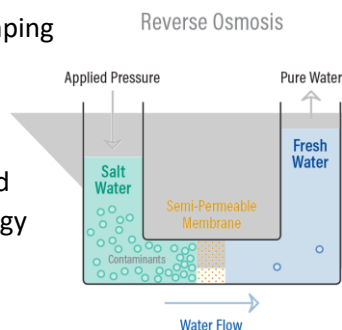 Reverse Osmosis
Applied Pressure
Pure Water
Salt
Water
Fresh
Water
Semi-Permeable
Membrane
Contaminants
Water Flow